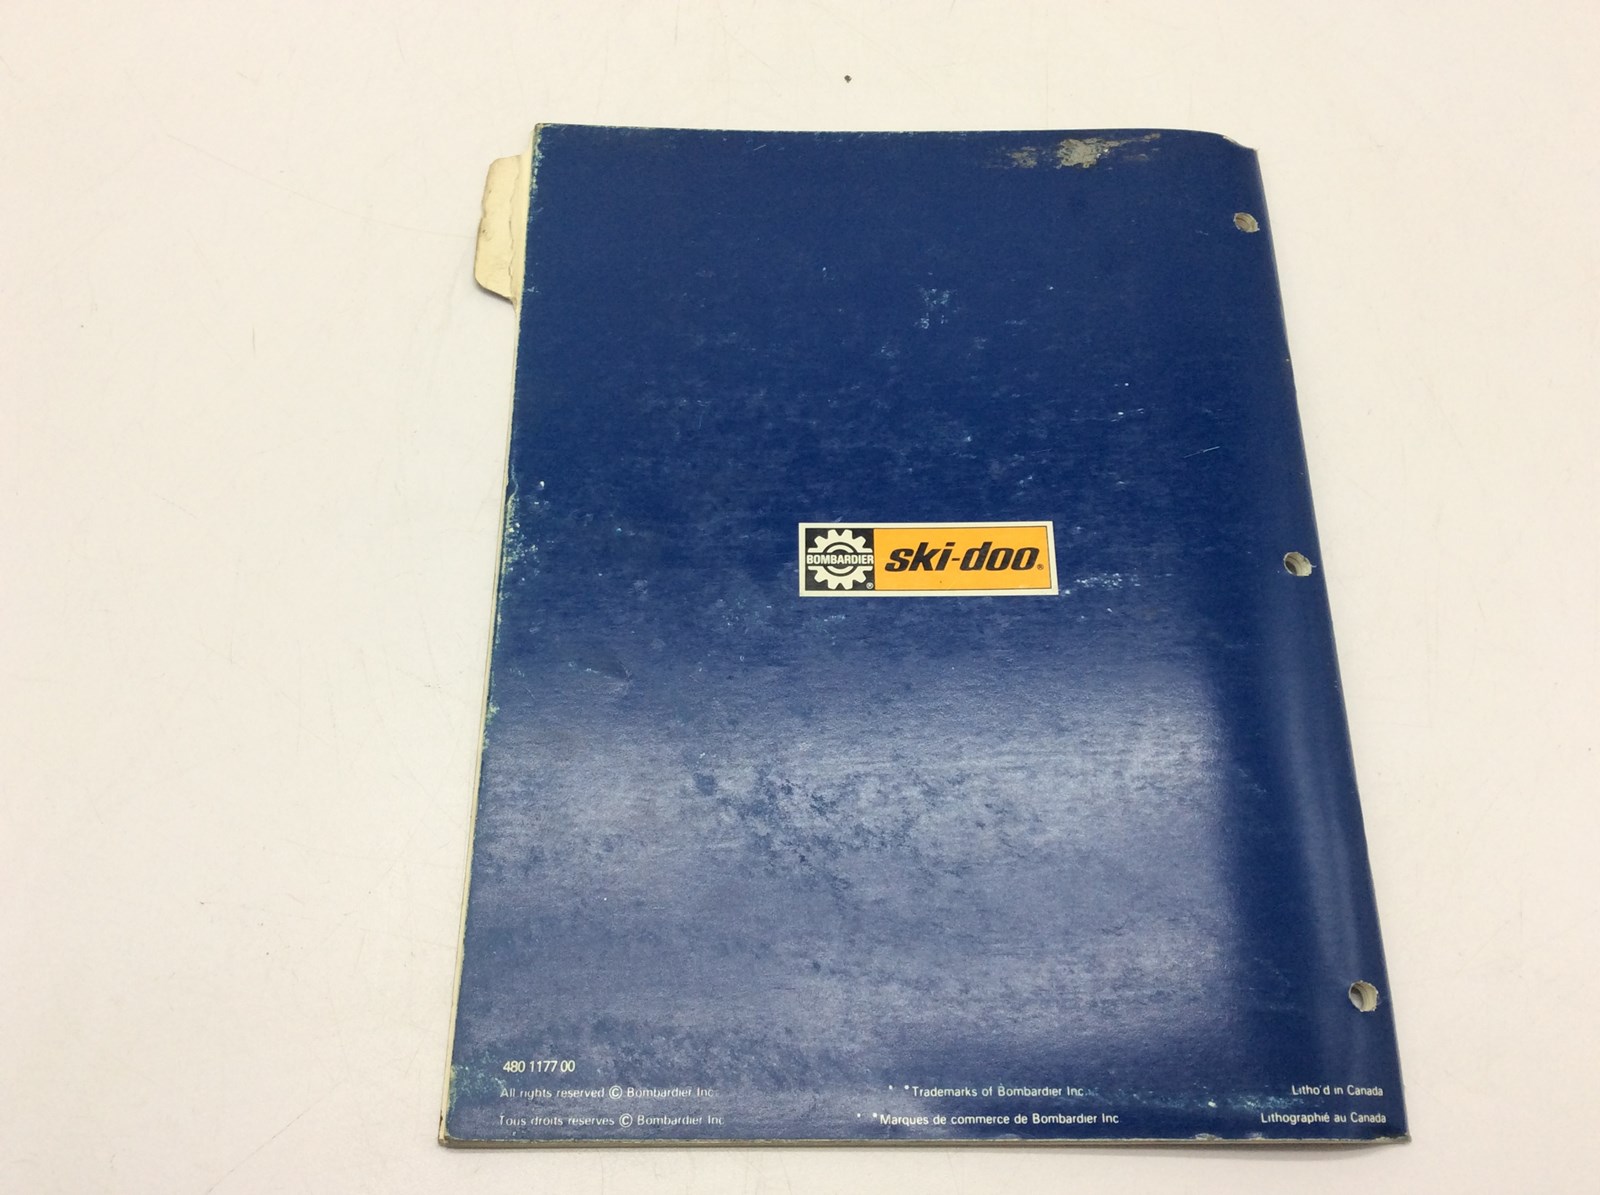 BOMBARDIER
®
ski-doo®
480 1177 00
All rights reserved © Bombardier Inc.
* *Trademarks of Bombardier Inc.
Litho'd in Canada
Tous droits réservés © Bombardier Inc.
* *Marques de commerce de Bombardier Inc.
Lithographié au Canada